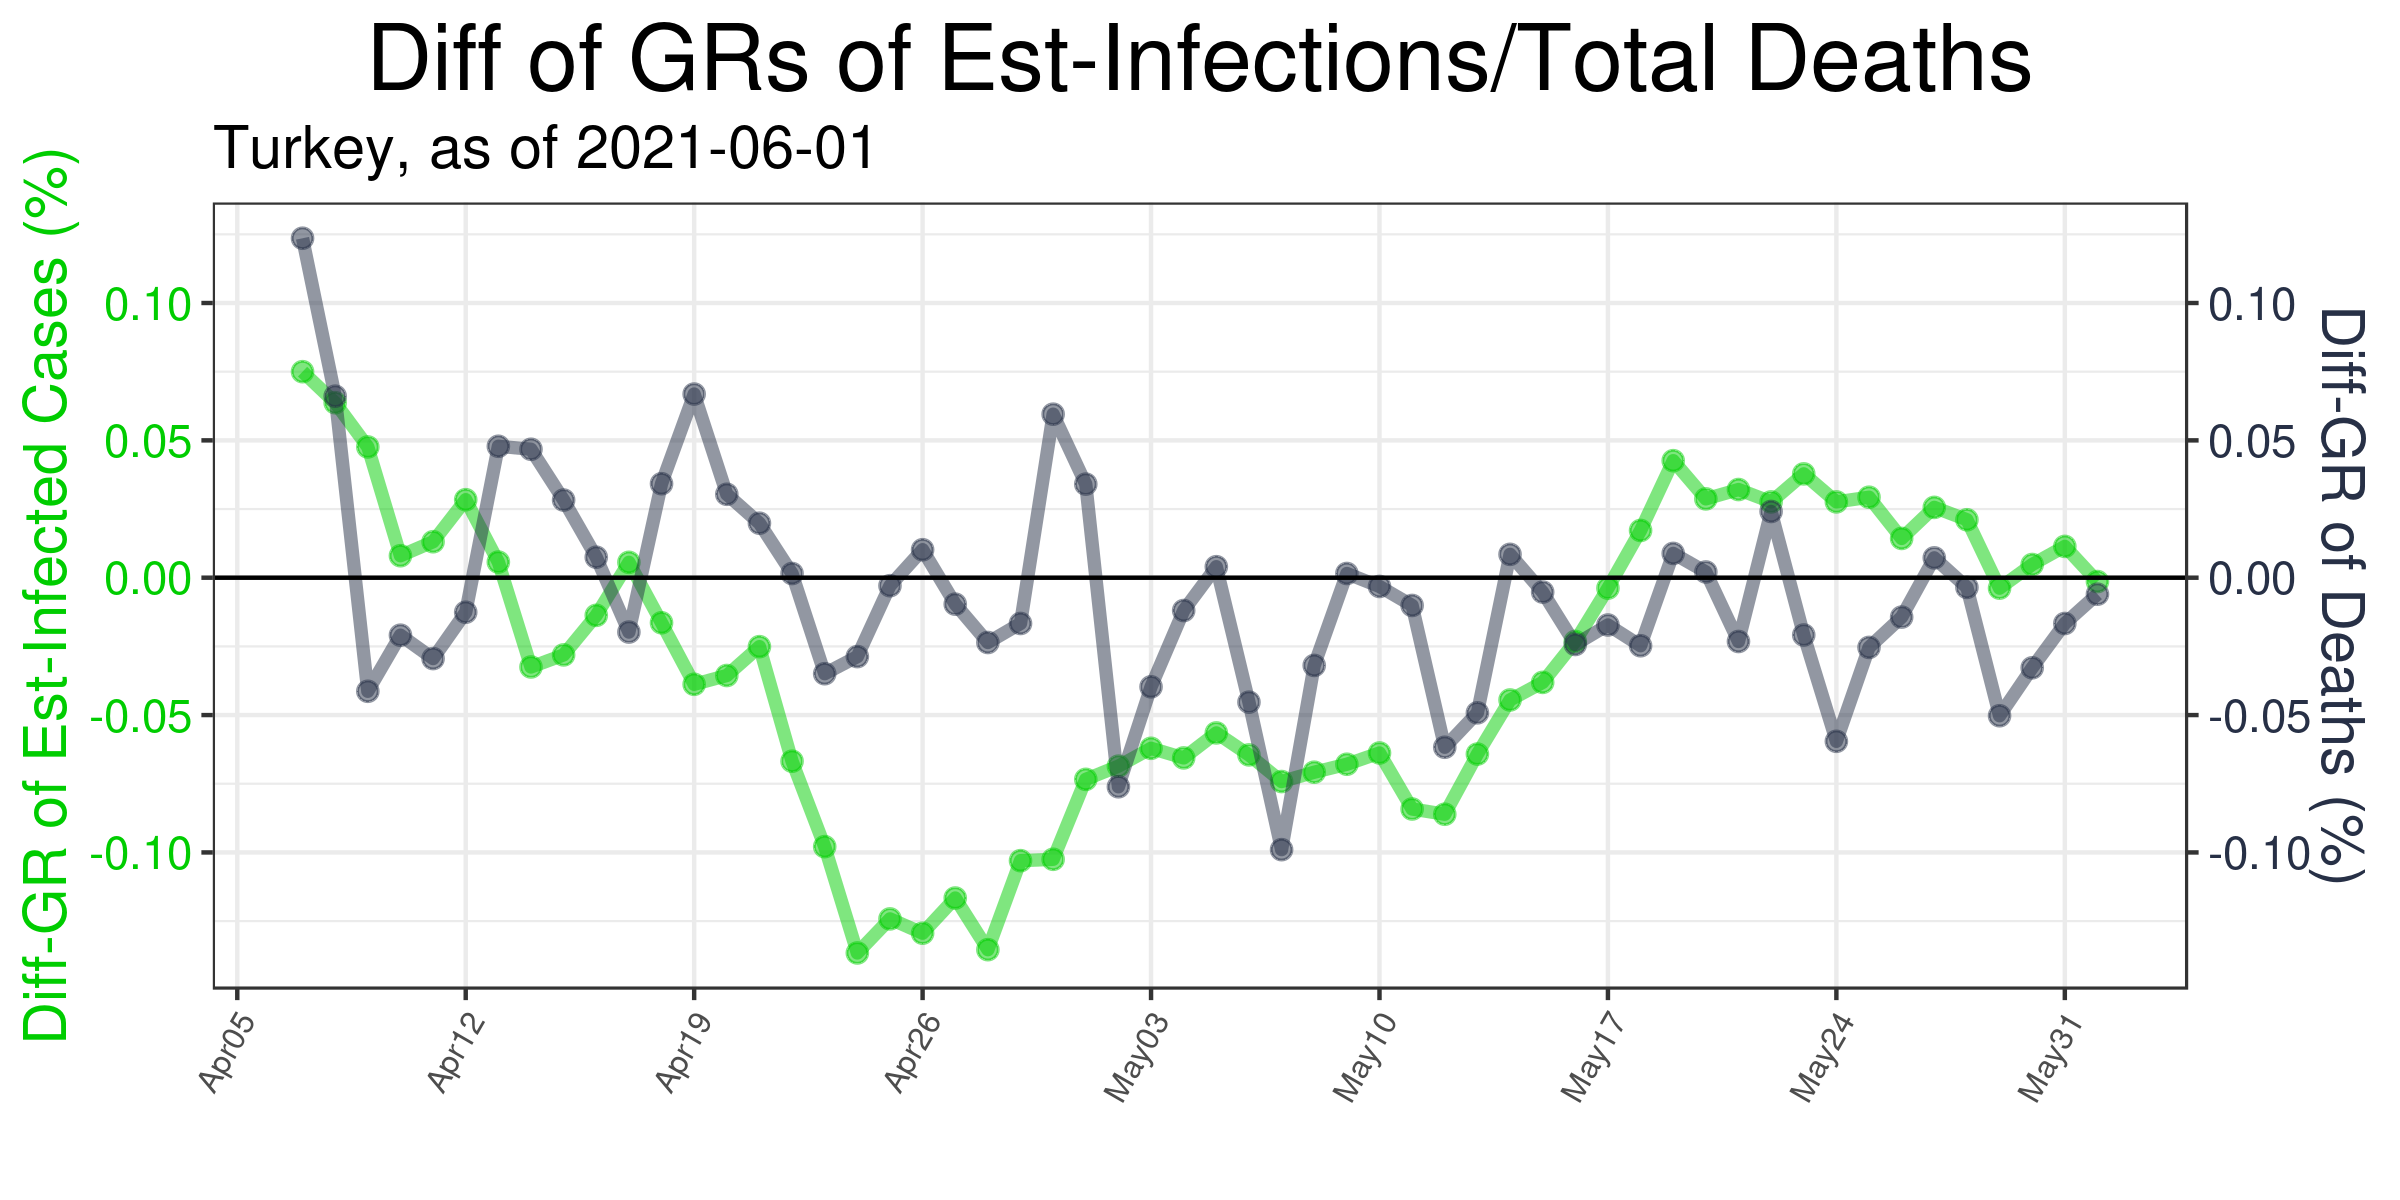 Diff of GRs of Est-Infections/Total Deaths
Turkey, as of 2021-06-01
Diff-GR of Est-Infected Cases (%)
0.10
0.05
0.00
-0.05
-0.10
0.10
0.05
0.00
-0.05
-0.10
Diff-GR of Deaths (%)
Apr05
Apr12
Apr19
Apr26
May03
May10
May17
May24
May31